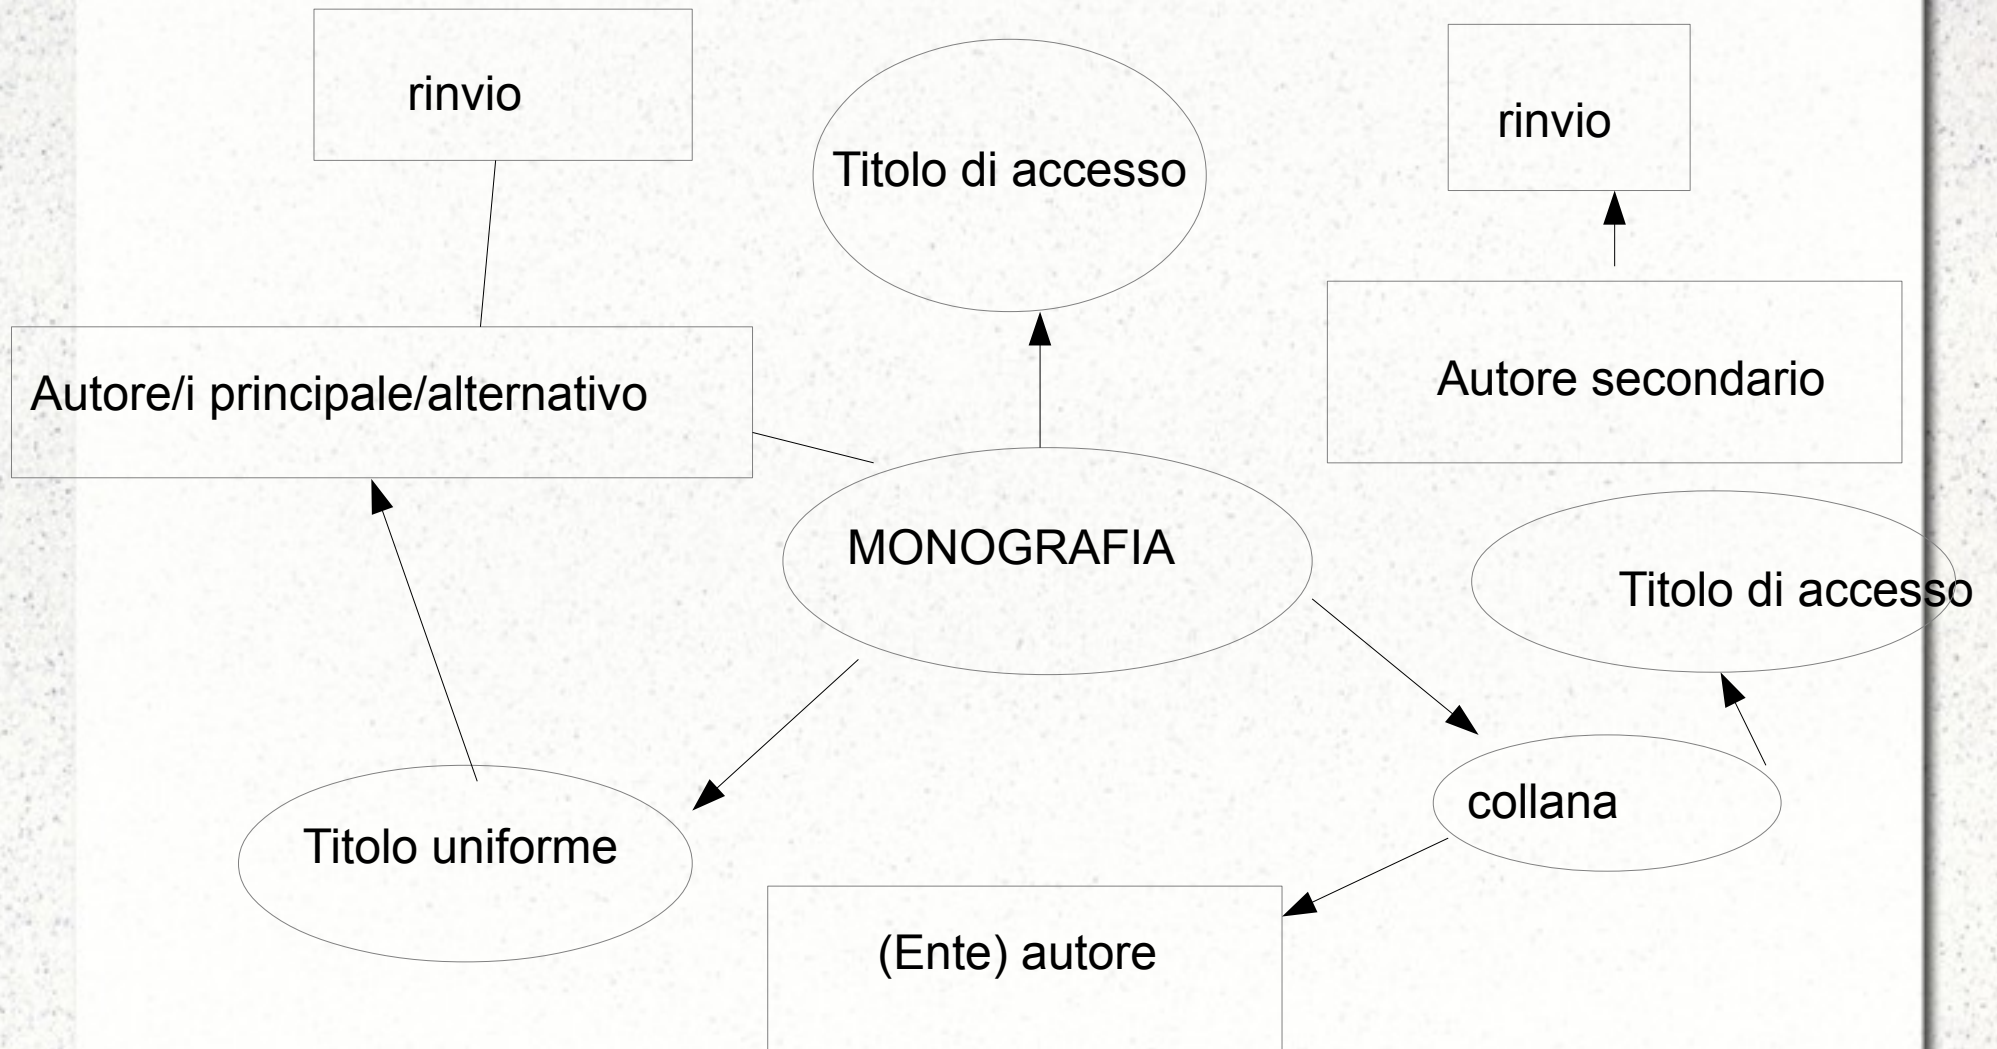 rinvio
rinvio
Titolo di accesso
Autore secondario
Autore/i principale/alternativo
MONOGRAFIA
Titolo di accesso
collana
Titolo uniforme
(Ente) autore